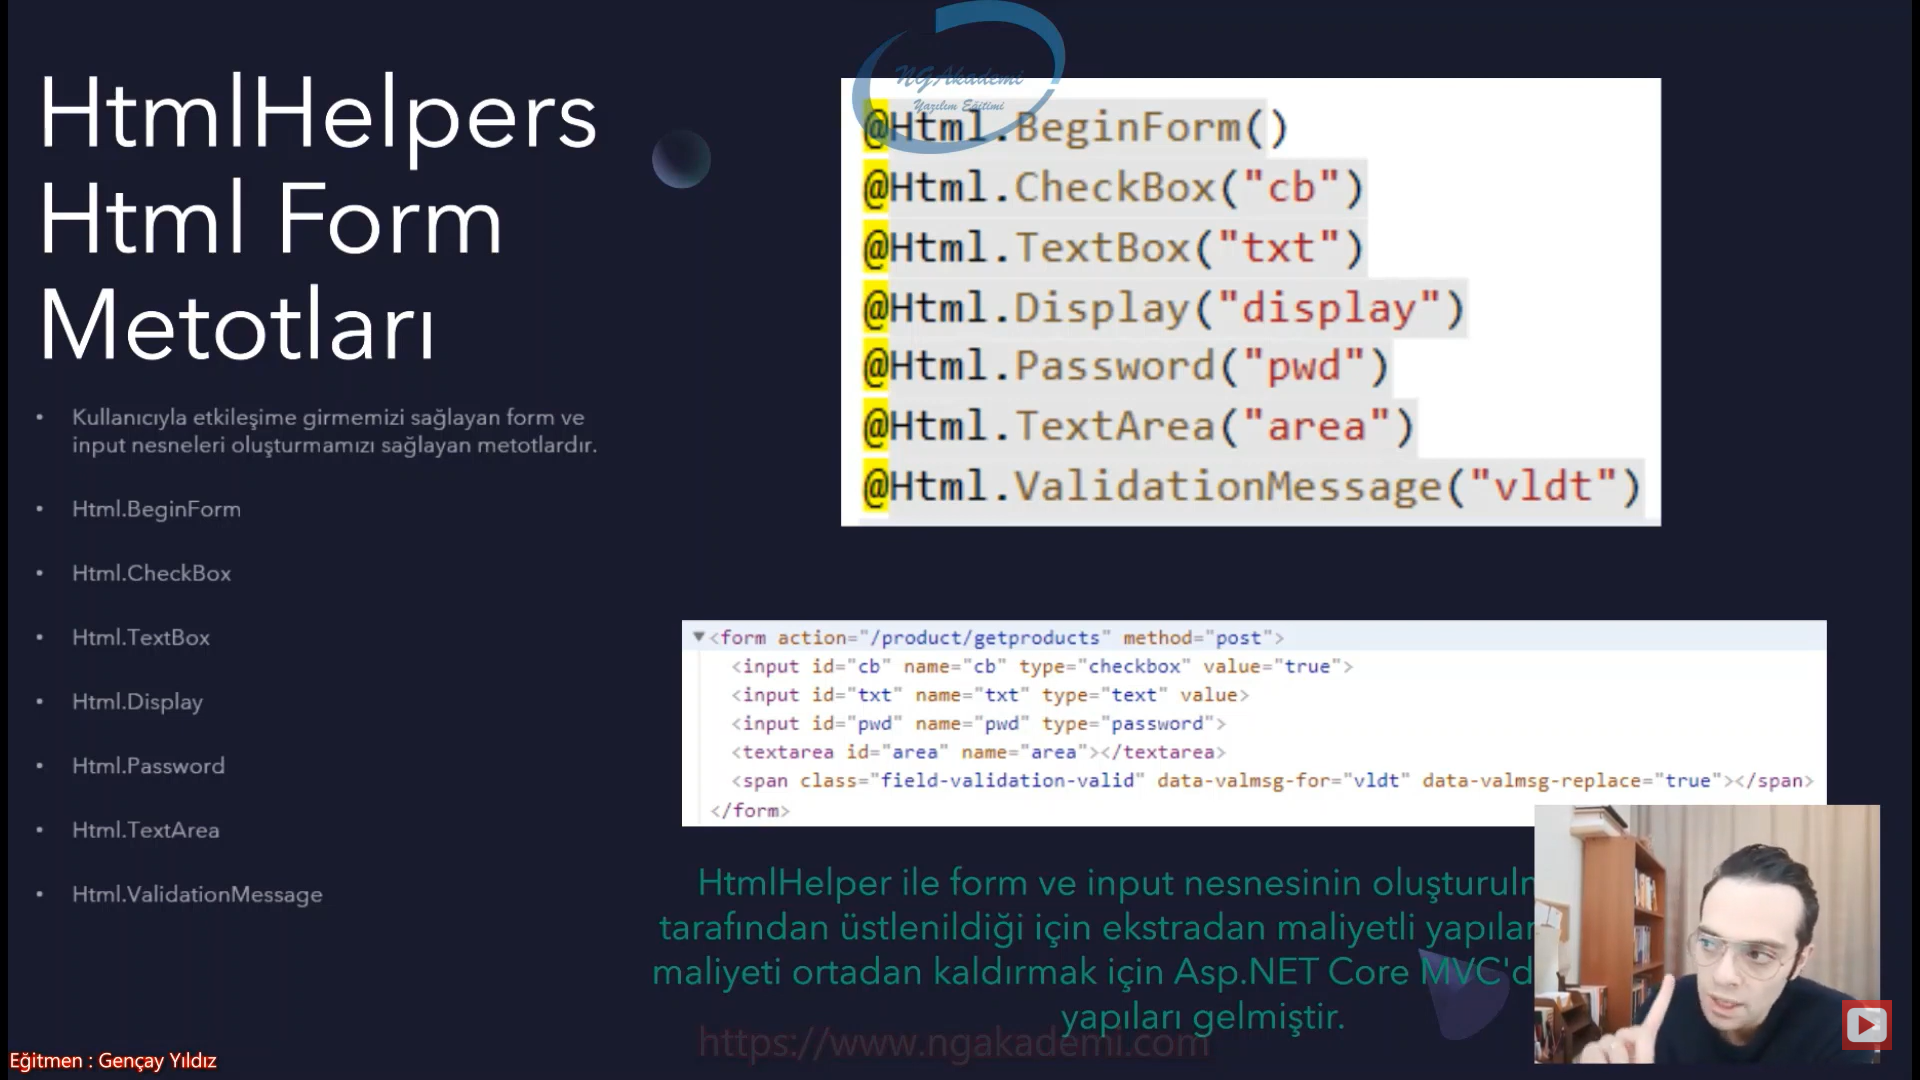 HtmlHelpers
Html Form
Metotları
• Kullanıcıyla etkileşime girmemizi sağlayan form ve
input nesneleri oluşturmamızı sağlayan metotlardır.
• Html.BeginForm
• Html.CheckBox
• Html.TextBox
• Html.Display
• Html.Password
• Html.TextArea
• Html.ValidationMessage
NGAkademi
Yazılım Eğitimi
@Html.BeginForm()
@Html.CheckBox("cb")
@Html.TextBox("txt")
@Html.Display("display")
@Html.Password("pwd")
@Html.TextArea("area")
@Html.ValidationMessage("vldt")
<form action="/product/getproducts" method="post">
<input id="cb" name="cb" type="checkbox" value="true">
<input id="txt" name="txt" type="text" value>
<input id="pwd" name="pwd" type="password">
<textarea id="area" name="area"></textarea>
<span class="field-validation-valid" data-valmsg-for="vldt" data-valmsg-replace="true"></span>
</form>
HtmlHelper ile form ve input nesnesinin
tarafından üstlenildiği için ekstradan maliyetli
maliyeti ortadan kaldırmak için Asp.NET Core
yapıları gelmiştir.
https://www.ngakademi.com
Eğitmen : Gençay Yıldız